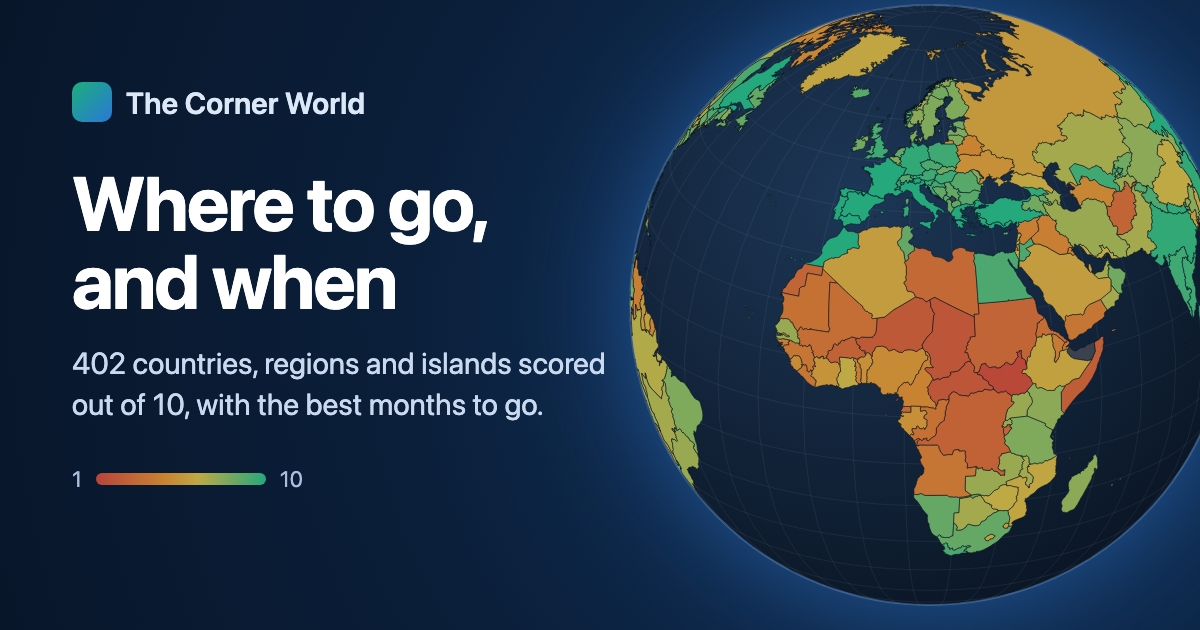 The Corner World
Where to go,
and when
402 countries, regions and islands scored
out of 10, with the best months to go.
1 10